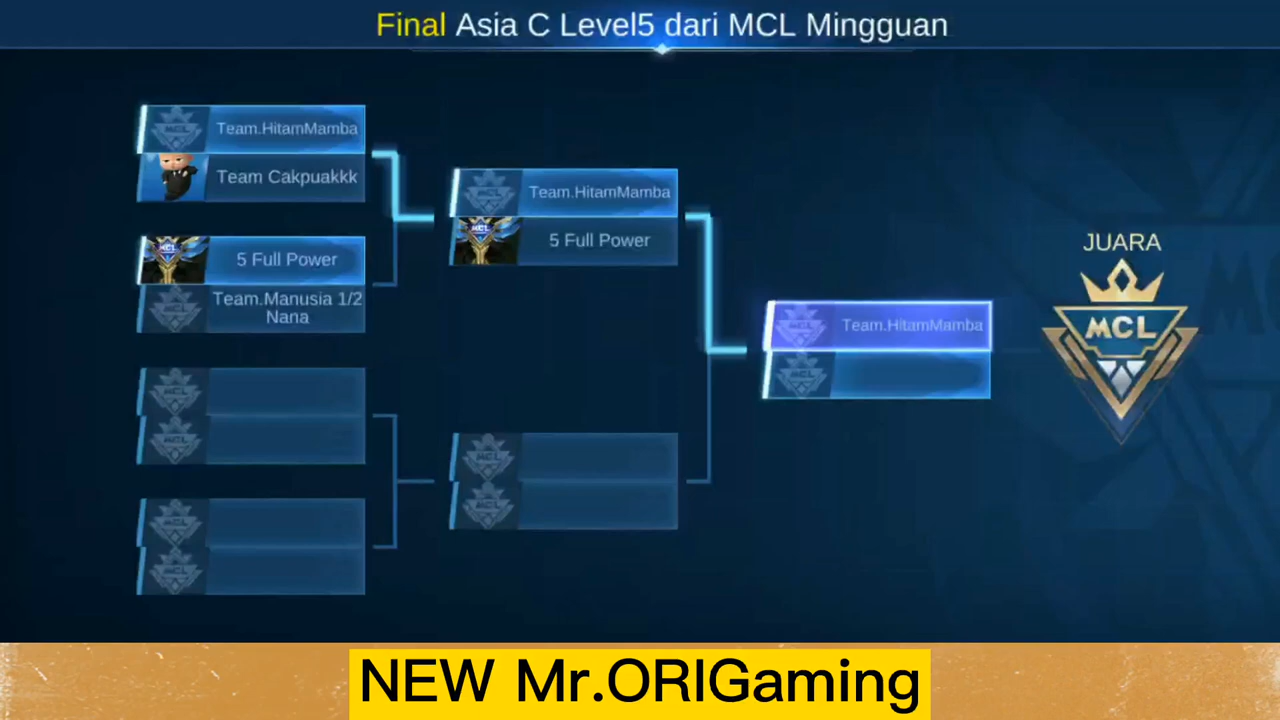 Final Asia C Level5 dari MCL Mingguan
Team.HitamMamba
Team Cakpuakkk
5 Full Power
Team.Manusia 1/2
Nana
Team.HitamMamba
5 Full Power
Team.HitamMamba
JUARA
MCL
NEW Mr.ORIGaming